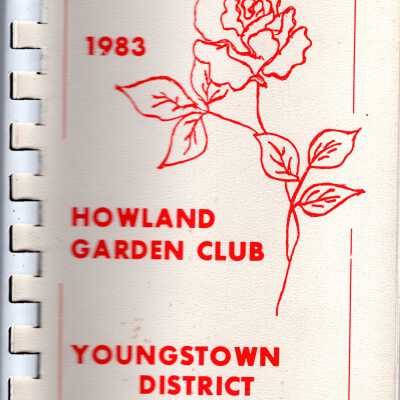 1983
HOWLAND
GARDEN CLUB
YOUNGSTOWN
DISTRICT